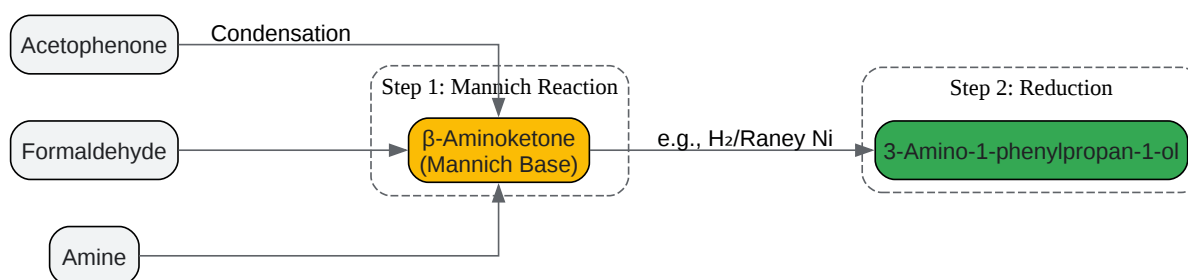 Acetophenone
Condensation
Step 1: Mannich Reaction
Step 2: Reduction
Formaldehyde
β-Aminoketone
(Mannich Base)
e.g., H₂/Raney Ni
3-Amino-1-phenylpropan-1-ol
Amine